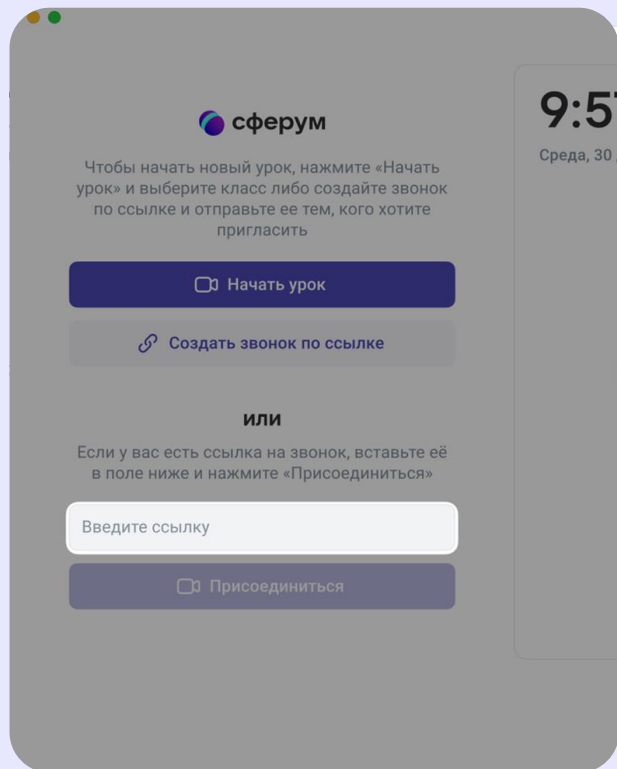 сферум
Чтобы начать новый урок, нажмите «Начать
урок» и выберите класс либо создайте звонок
по ссылке и отправьте ее тем, кого хотите
пригласить
Начать урок
Создать звонок по ссылке
или
Если у вас есть ссылка на звонок, вставьте её
в поле ниже и нажмите «Присоединиться»
Введите ссылку
Присоединиться
9:5
Среда, 30